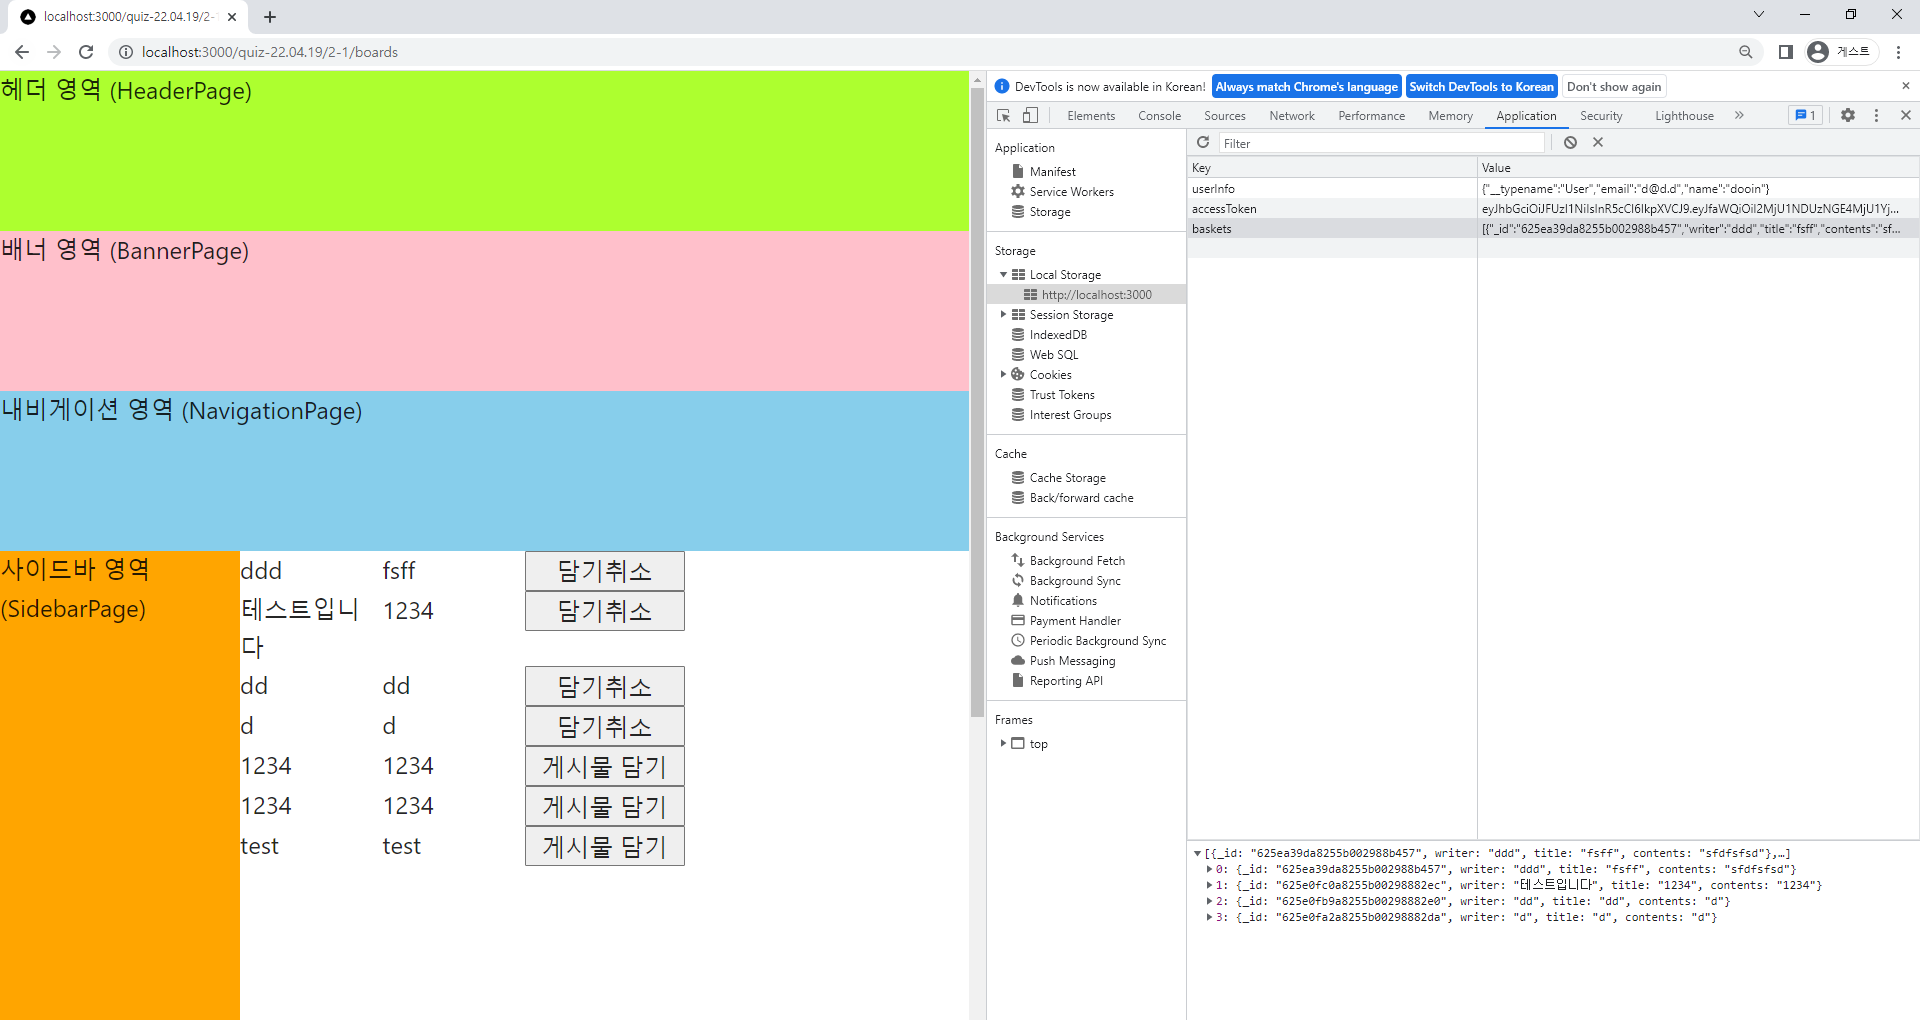 localhost:3000/quiz-22.04.19/2-1
localhost:3000/quiz-22.04.19/2-1/boards
게스트
헤더 영역 (HeaderPage)
배너 영역 (BannerPage)
내비게이션 영역 (NavigationPage)
사이드바 영역
(SidebarPage)
ddd fsff 담기취소
테스트입니 1234 담기취소
다
dd dd 담기취소
d d 담기취소
1234 1234 게시물 담기
1234 1234 게시물 담기
test test 게시물 담기
DevTools is now available in Korean! Always match Chrome's language Switch DevTools to Korean Don't show again
Elements Console Sources Network Performance Memory Application Security Lighthouse 1
Application
Manifest
Service Workers
Storage
Storage
Local Storage
http://localhost:3000
Session Storage
IndexedDB
Web SQL
Cookies
Trust Tokens
Interest Groups
Cache
Cache Storage
Back/forward cache
Background Services
Background Fetch
Background Sync
Notifications
Payment Handler
Periodic Background Sync
Push Messaging
Reporting API
Frames
top
Filter
Key Value
userInfo {"__typename":"User","email":"d@d.d","name":"dooin"}
accessToken
baskets [{"_id":"625ea39da8255b002988b457","writer":"ddd","title":"fsff","contents":"sf...
[{_id: "625ea39da8255b002988b457", writer: "ddd", title: "fsff", contents: "sfdfsfsd"},…]
0: {_id: "625ea39da8255b002988b457", writer: "ddd", title: "fsff", contents: "sfdfsfsd"}
1: {_id: "625e0fc0a8255b00298882ec", writer: "테스트입니다", title: "1234", contents: "1234"}
2: {_id: "625e0fb9a8255b00298882e0", writer: "dd", title: "dd", contents: "d"}
3: {_id: "625e0fa2a8255b00298882da", writer: "d", title: "d", contents: "d"}